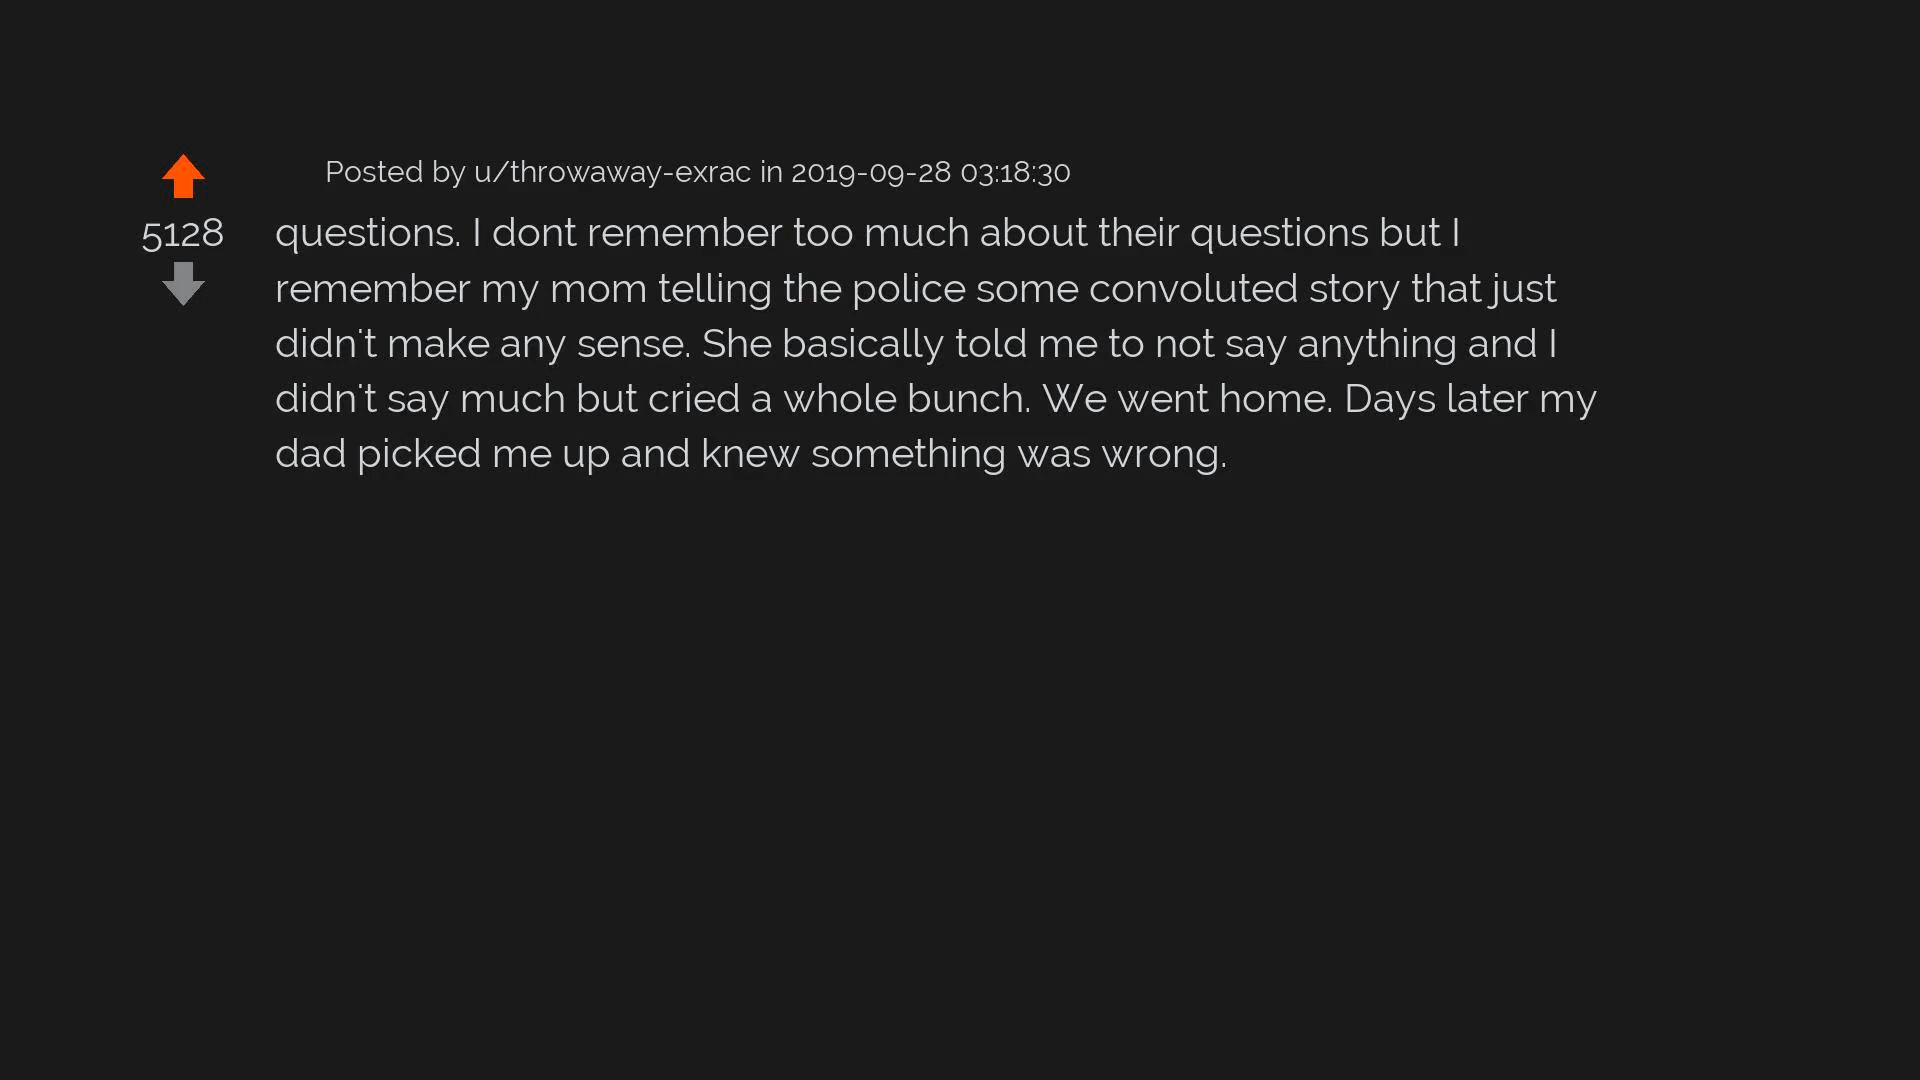 Posted by u/throwaway-exrac in 2019-09-28 03:18:30
5128
questions. I dont remember too much about their questions but I
remember my mom telling the police some convoluted story that just
didn't make any sense. She basically told me to not say anything and I
didn't say much but cried a whole bunch. We went home. Days later my
dad picked me up and knew something was wrong.